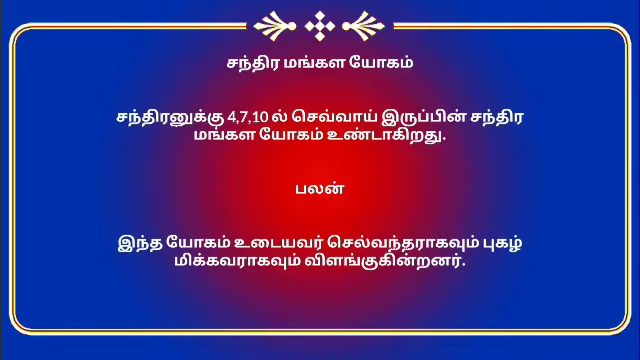 சந்திர மங்கள யோகம்
சந்திரனுக்கு 4,7,10 ல் செவ்வாய் இருப்பின் சந்திர
மங்கள யோகம் உண்டாகிறது.
பலன்
இந்த யோகம் உடையவர் செல்வந்தராகவும் புகழ்
மிக்கவராகவும் விளங்குகின்றனர்.